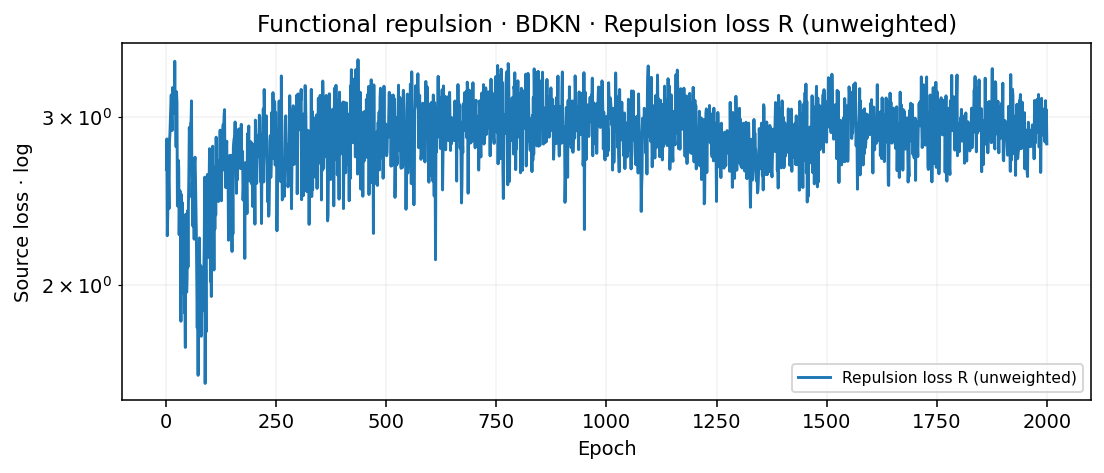 Functional repulsion · BDKN · Repulsion loss R (unweighted)
Source loss · log
3 × 10⁰
2 × 10⁰
Repulsion loss R (unweighted)
0 250 500 750 1000 1250 1500 1750 2000
Epoch